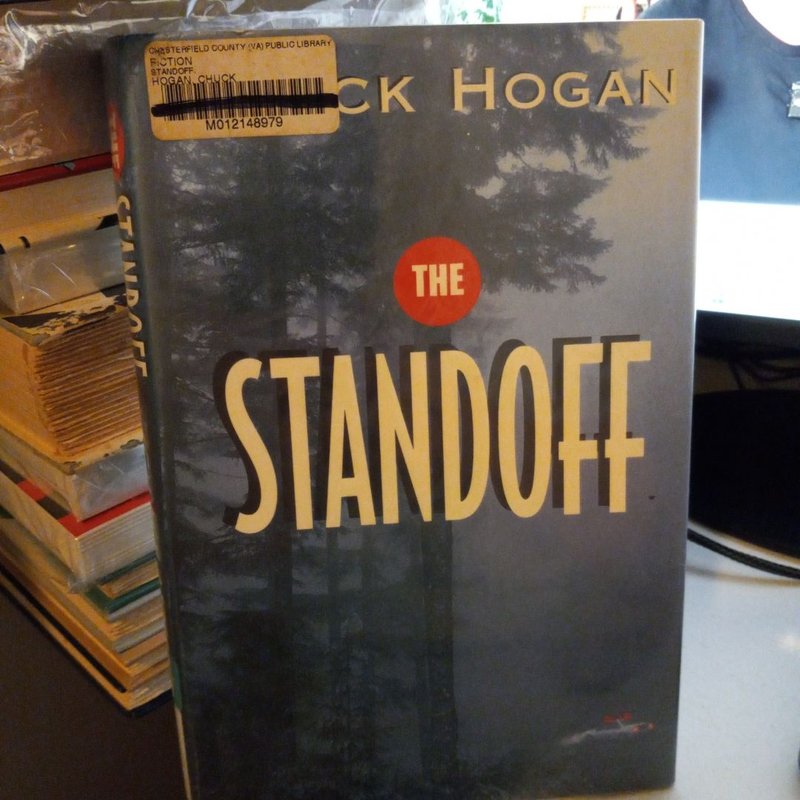 CHESTERFIELD COUNTY (VA) PUBLIC LIBRARY
FICTION
STANDOFF
HOGAN, CHUCK
M012148979
CK HOGAN
THE
STANDOFF
THE STANDOFF